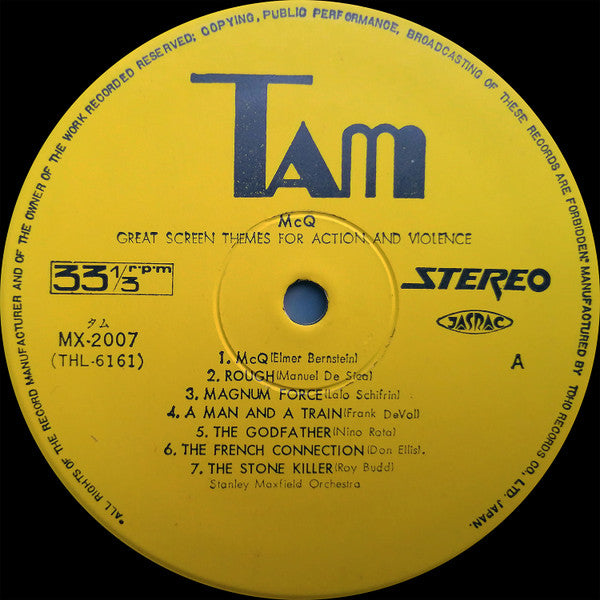 *ALL RIGHTS OF THE RECORD MANUFACTURER AND OF THE OWNER OF THE WORK RECORDED RESERVED; COPYING, PUBLIC PERFORMANCE, BROADCASTING OF THESE RECORDS ARE FORBIDDEN* MANUFACTURED BY TOHO RECORDS CO., LTD. JAPAN.
TAM
McQ
GREAT SCREEN THEMES FOR ACTION AND VIOLENCE
33 1/3 r·p·m
STEREO
タム
MX-2007
(THL-6161)
JASRAC
A
1. McQ(Elmer Bernstein)
2. ROUGH(Manuel De Sica)
3. MAGNUM FORCE(Lalo Schifrin)
4. A MAN AND A TRAIN(Frank DeVol)
5. THE GODFATHER(Nino Rota)
6. THE FRENCH CONNECTION(Don Ellis).
7. THE STONE KILLER(Roy Budd)
Stanley Maxfield Orchestra